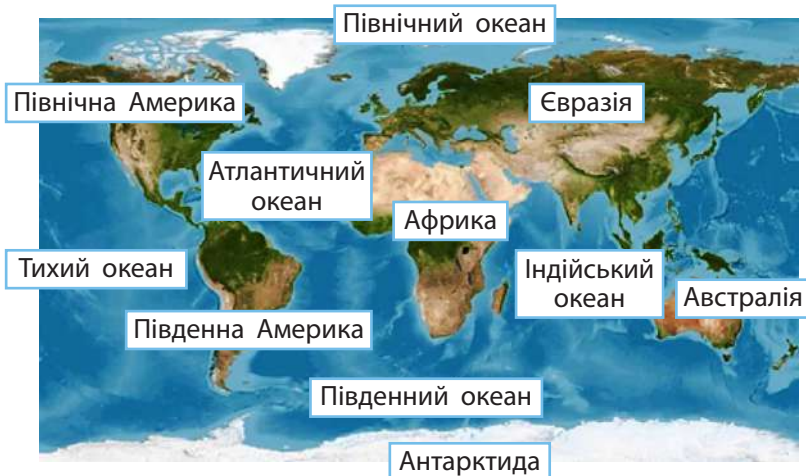 Північний океан
Північна Америка
Євразія
Атлантичний
океан
Африка
Тихий океан
Індійський
океан
Австралія
Південна Америка
Південний океан
Антарктида